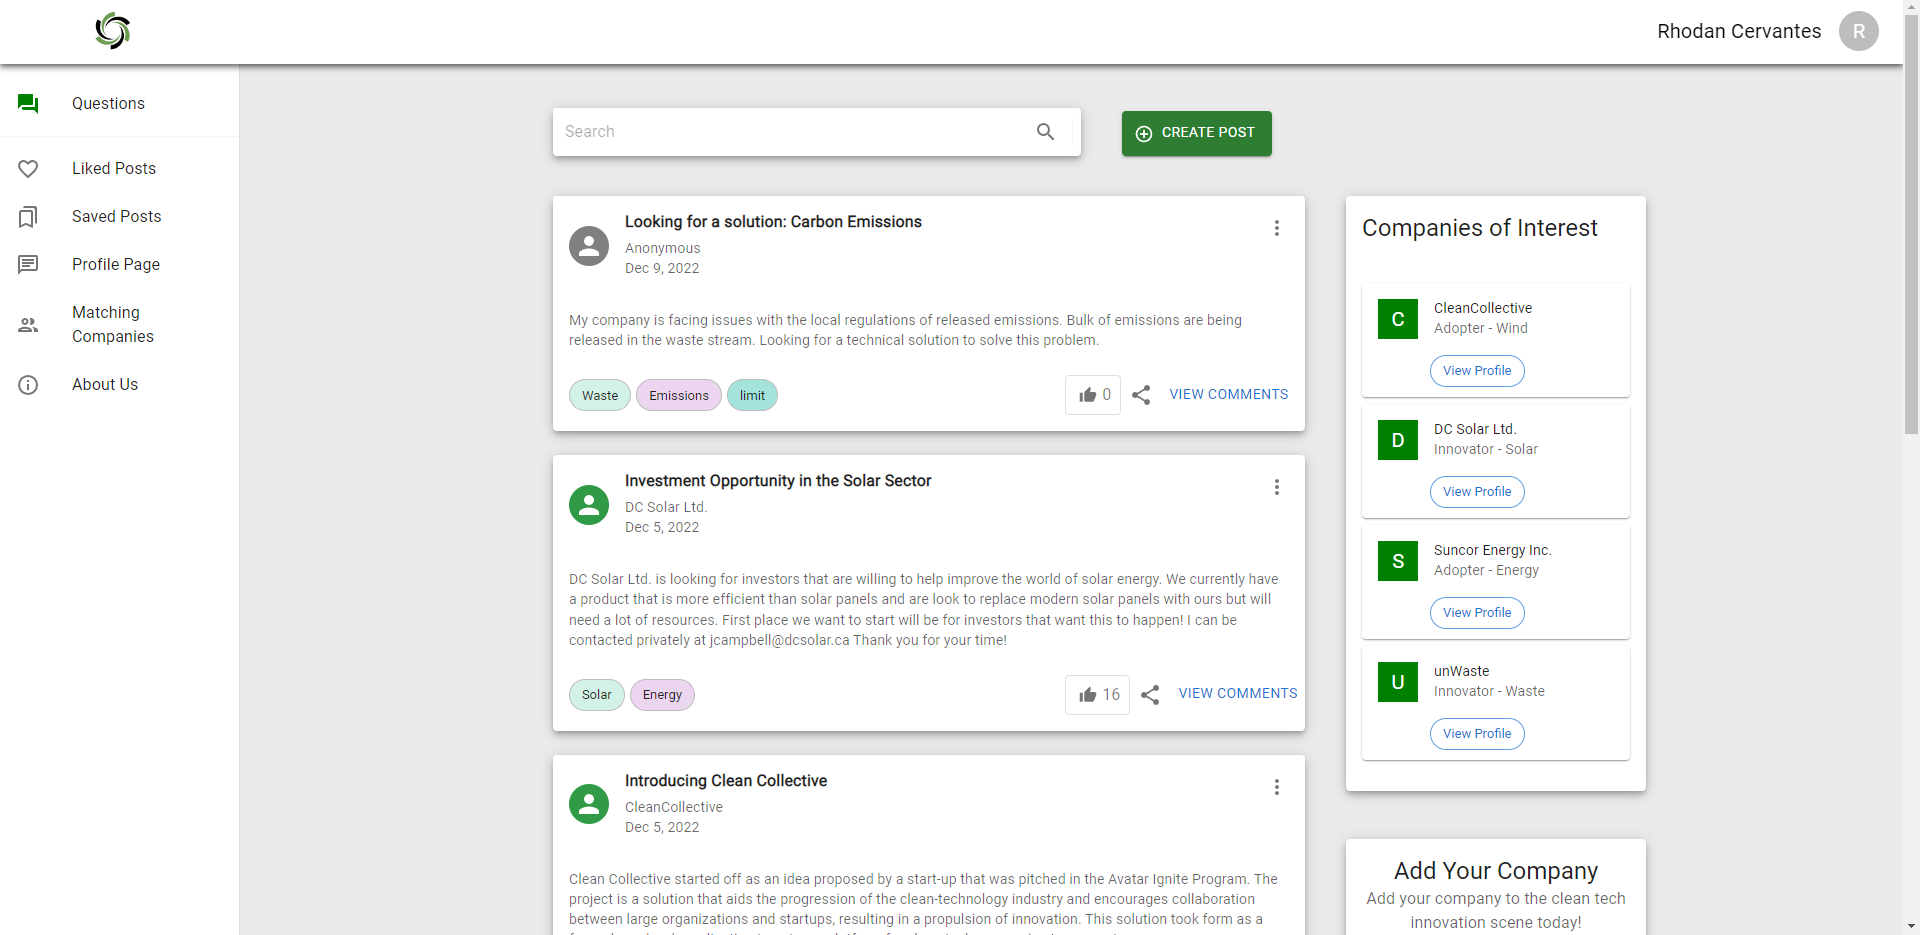 Rhodan Cervantes
R
Questions
Liked Posts
Saved Posts
Profile Page
Matching
Companies
About Us
Search
CREATE POST
Looking for a solution: Carbon Emissions
Anonymous
Dec 9, 2022
My company is facing issues with the local regulations of released emissions. Bulk of emissions are being
released in the waste stream. Looking for a technical solution to solve this problem.
Waste
Emissions
limit
0
VIEW COMMENTS
Investment Opportunity in the Solar Sector
DC Solar Ltd.
Dec 5, 2022
DC Solar Ltd. is looking for investors that are willing to help improve the world of solar energy. We currently have
a product that is more efficient than solar panels and are look to replace modern solar panels with ours but will
need a lot of resources. First place we want to start will be for investors that want this to happen! I can be
contacted privately at jcampbell@dcsolar.ca Thank you for your time!
Solar
Energy
16
VIEW COMMENTS
Introducing Clean Collective
CleanCollective
Dec 5, 2022
Clean Collective started off as an idea proposed by a start-up that was pitched in the Avatar Ignite Program. The
project is a solution that aids the progression of the clean-technology industry and encourages collaboration
between large organizations and startups, resulting in a propulsion of innovation. This solution took form as a
Companies of Interest
C
CleanCollective
Adopter - Wind
View Profile
D
DC Solar Ltd.
Innovator - Solar
View Profile
S
Suncor Energy Inc.
Adopter - Energy
View Profile
U
unWaste
Innovator - Waste
View Profile
Add Your Company
Add your company to the clean tech
innovation scene today!